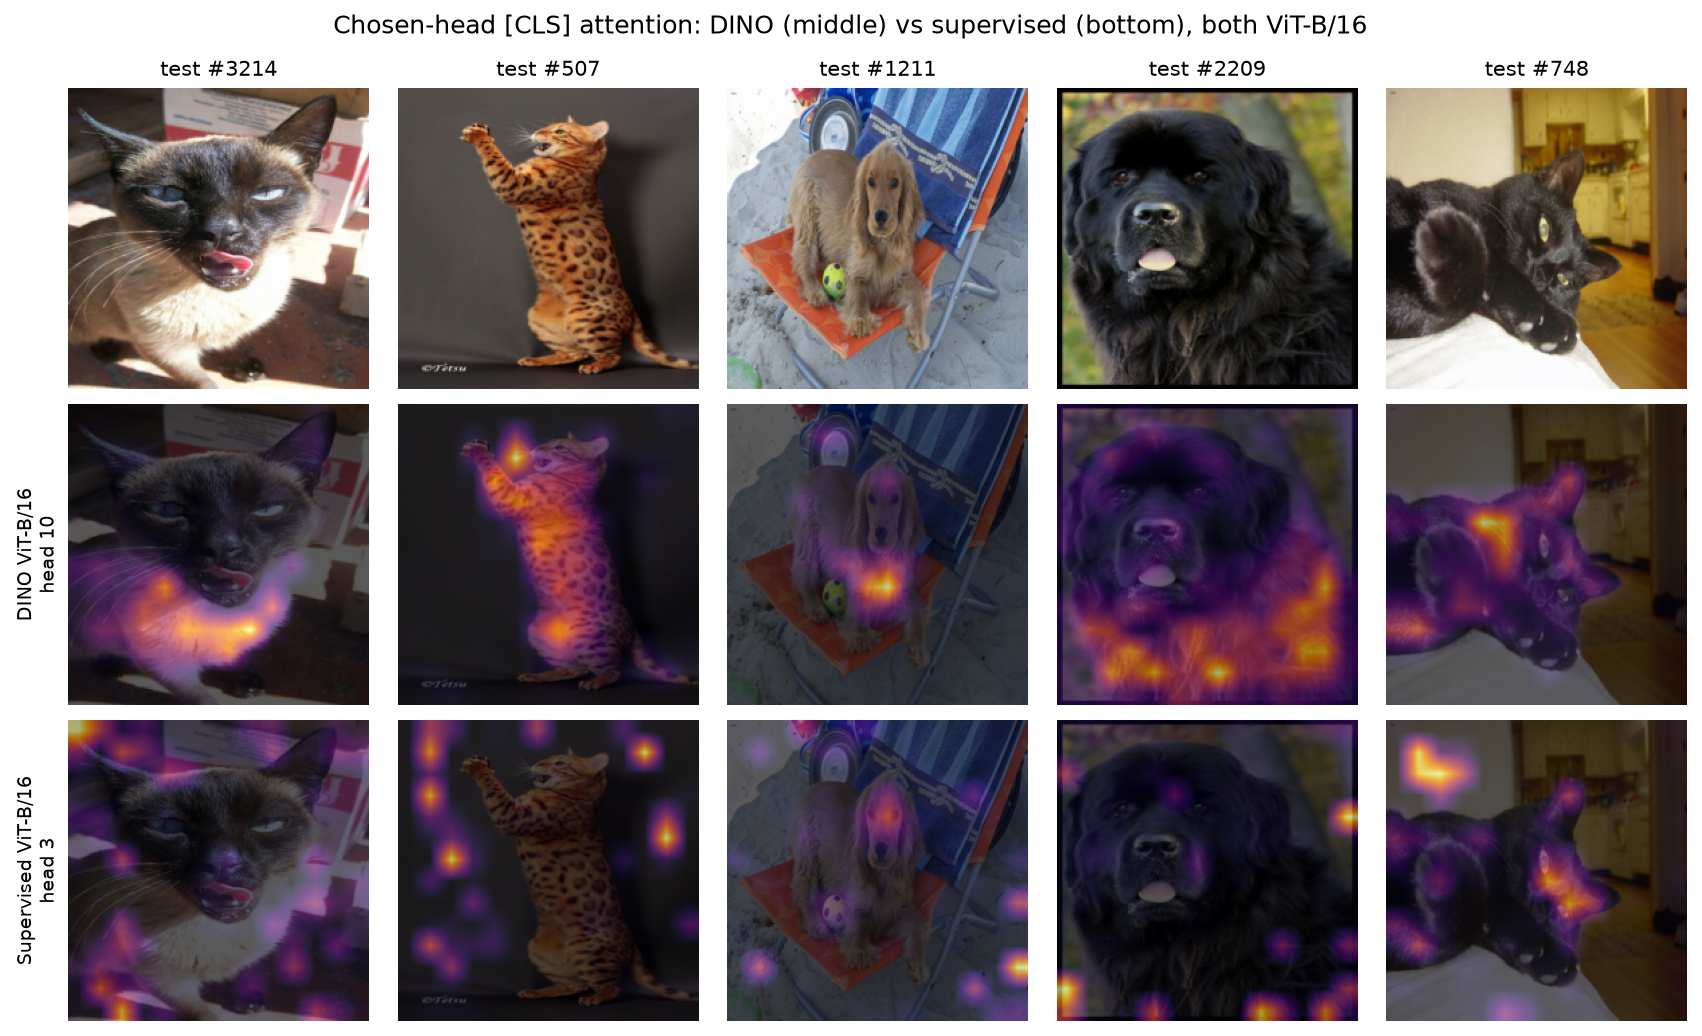 Chosen-head [CLS] attention: DINO (middle) vs supervised (bottom), both ViT-B/16
test #3214
test #507
test #1211
test #2209
test #748
©Tetsu
DINO ViT-B/16
head 10
©Tetsu
Supervised ViT-B/16
head 3
©Tetsu